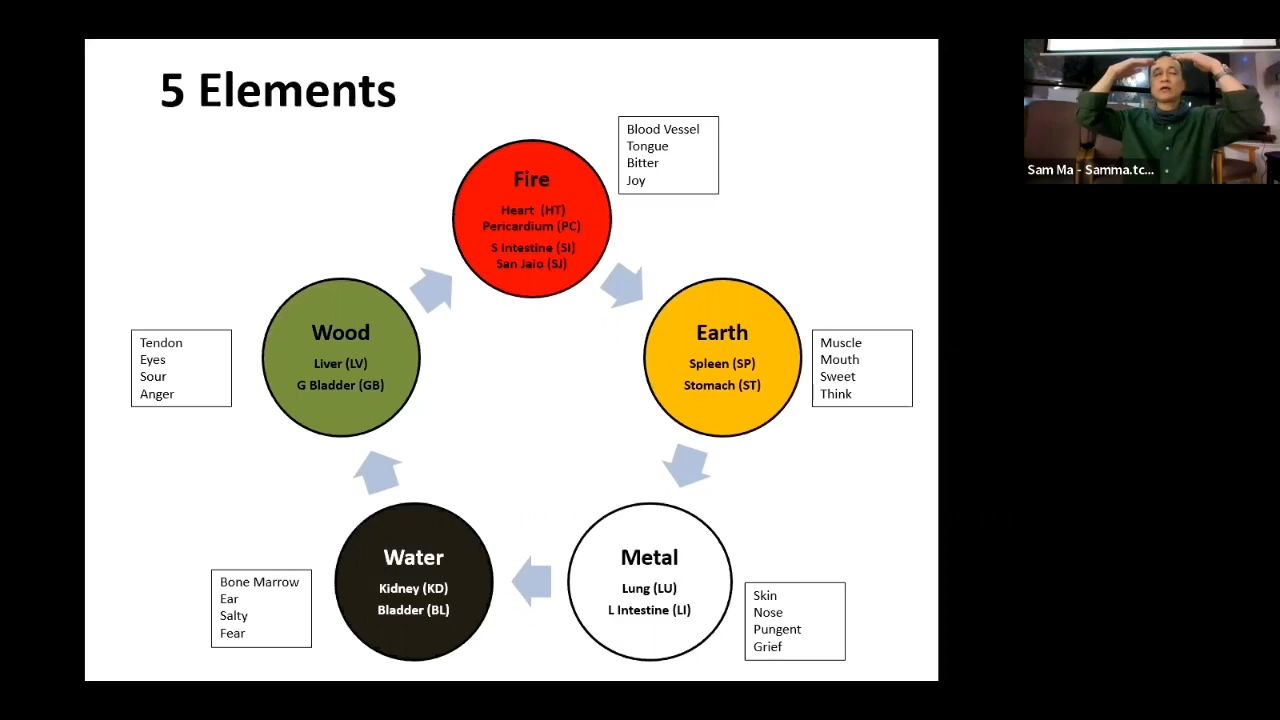 5 Elements
Fire
Heart (HT)
Pericardium (PC)
S Intestine (SI)
San Jaio (SJ)
Blood Vessel
Tongue
Bitter
Joy
Wood
Liver (LV)
G Bladder (GB)
Tendon
Eyes
Sour
Anger
Earth
Spleen (SP)
Stomach (ST)
Muscle
Mouth
Sweet
Think
Water
Kidney (KD)
Bladder (BL)
Bone Marrow
Ear
Salty
Fear
Metal
Lung (LU)
L Intestine (LI)
Skin
Nose
Pungent
Grief
Sam Ma - Samma.tc...